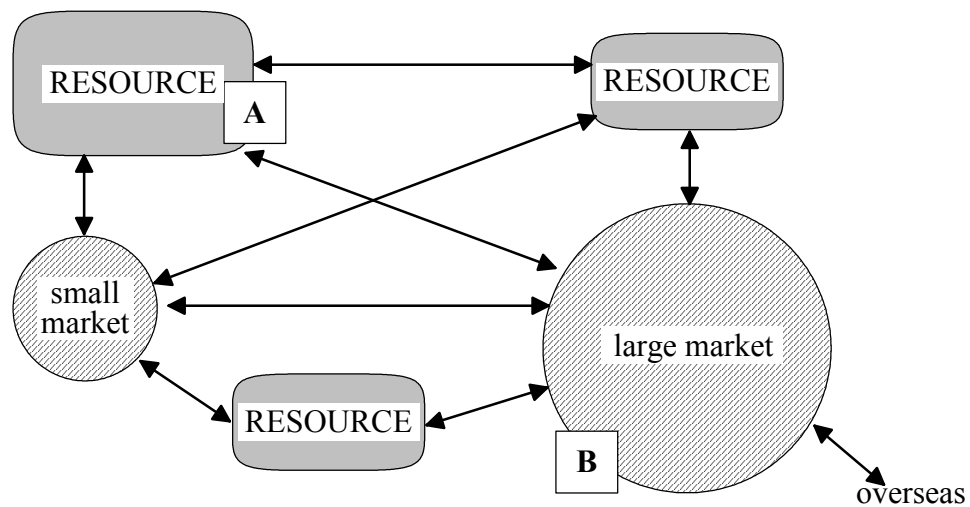 RESOURCE
A
RESOURCE
small
market
large market
RESOURCE
B
overseas